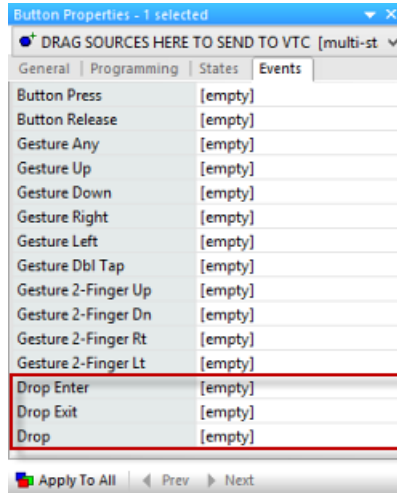 Button Properties - 1 selected
DRAG SOURCES HERE TO SEND TO VTC [multi-st
General | Programming | States | Events
Button Press [empty]
Button Release [empty]
Gesture Any [empty]
Gesture Up [empty]
Gesture Down [empty]
Gesture Right [empty]
Gesture Left [empty]
Gesture Dbl Tap [empty]
Gesture 2-Finger Up [empty]
Gesture 2-Finger Dn [empty]
Gesture 2-Finger Rt [empty]
Gesture 2-Finger Lt [empty]
Drop Enter [empty]
Drop Exit [empty]
Drop [empty]
Apply To All Prev Next